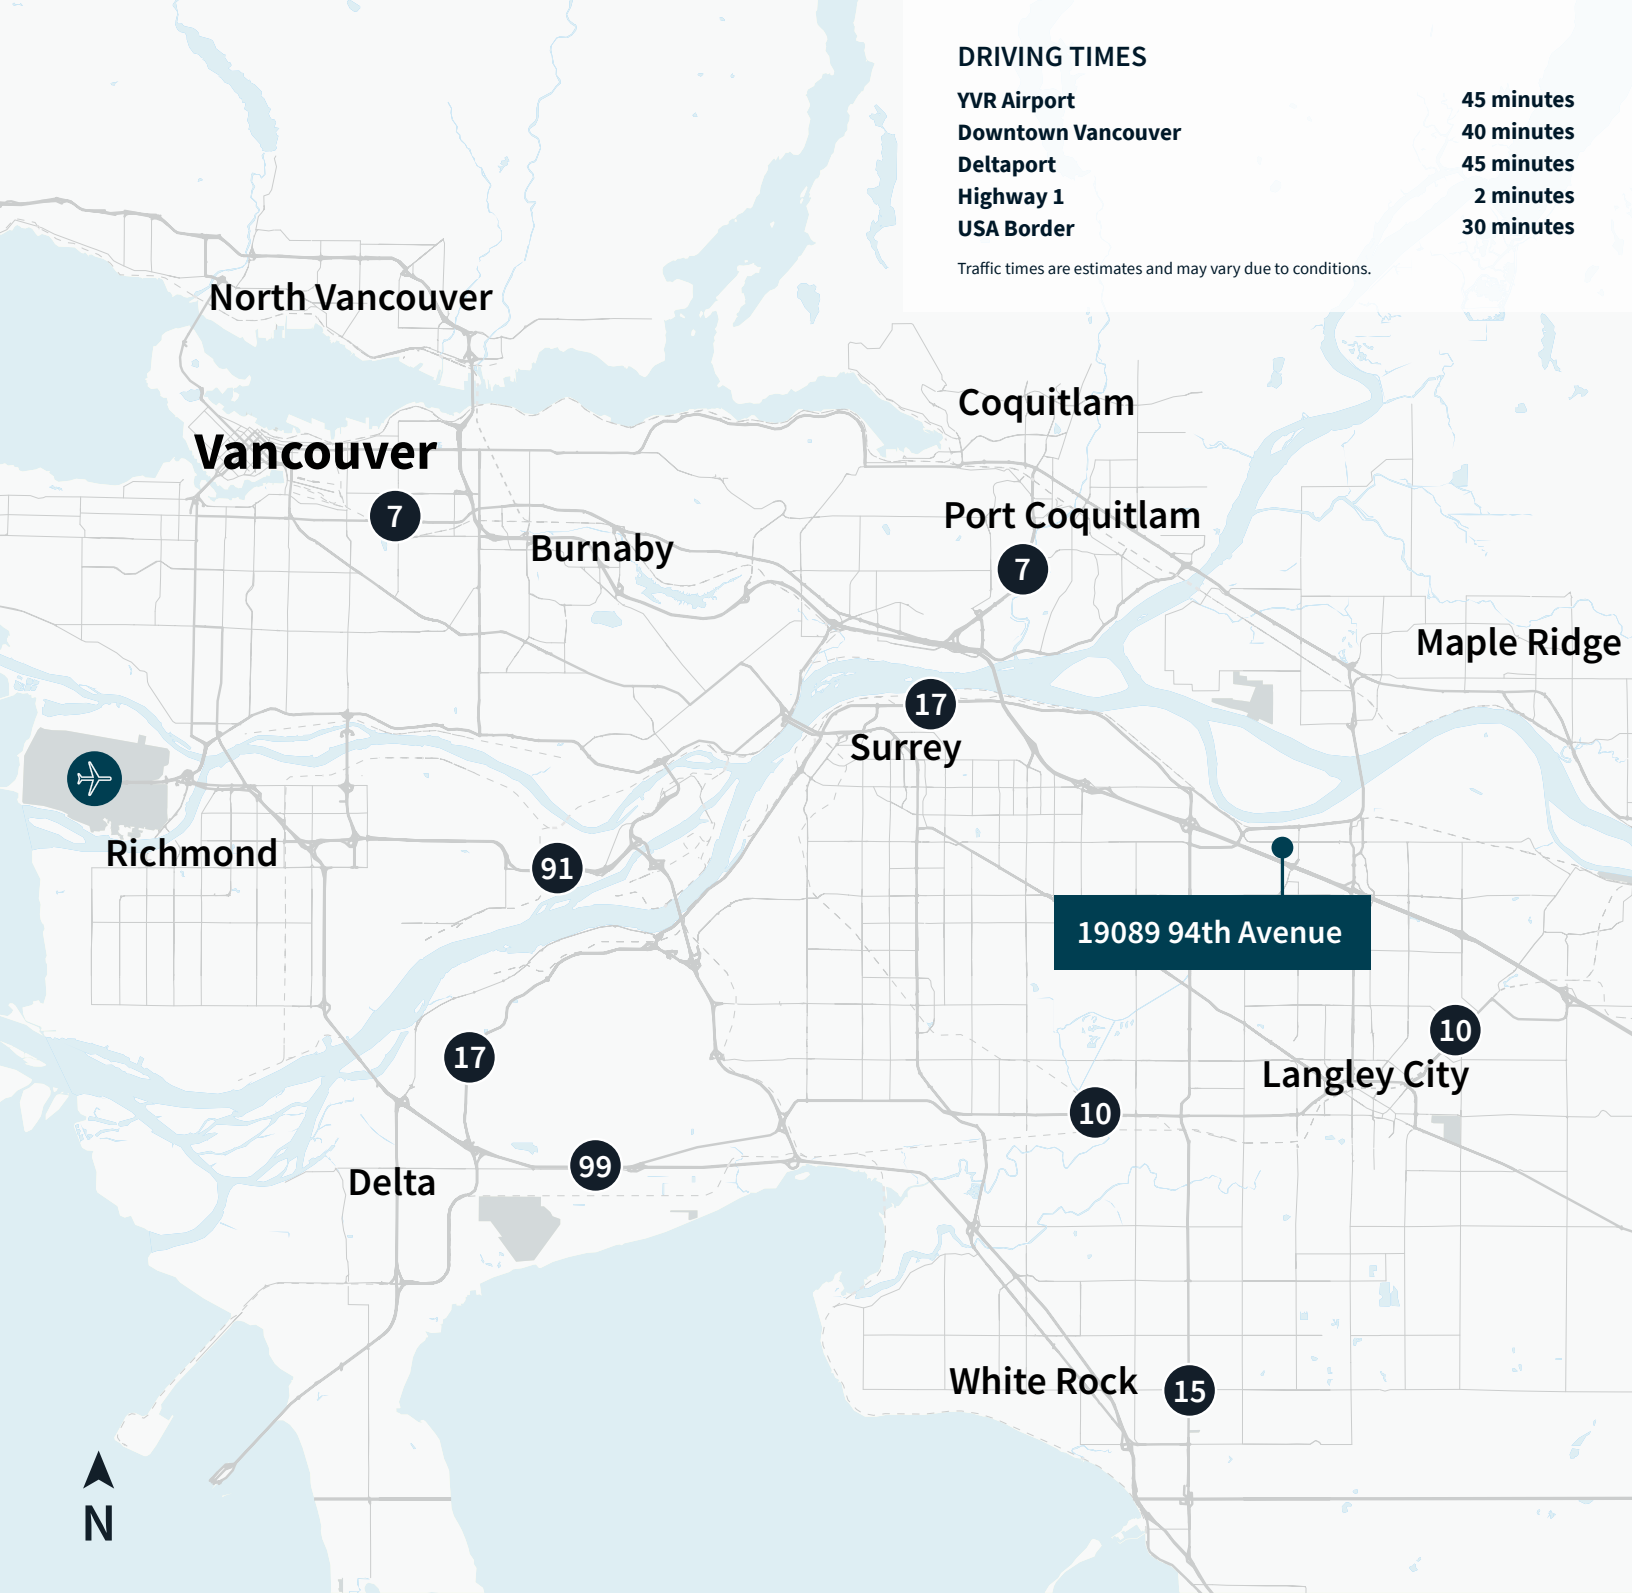 DRIVING TIMES
YVR Airport 45 minutes
Downtown Vancouver 40 minutes
Deltaport 45 minutes
Highway 1 2 minutes
USA Border 30 minutes
Traffic times are estimates and may vary due to conditions.
North Vancouver
Coquitlam
Vancouver
7
Port Coquitlam
Burnaby
7
Maple Ridge
17
Surrey
Richmond
91
19089 94th Avenue
10
17
Langley City
10
99
Delta
White Rock
15
N